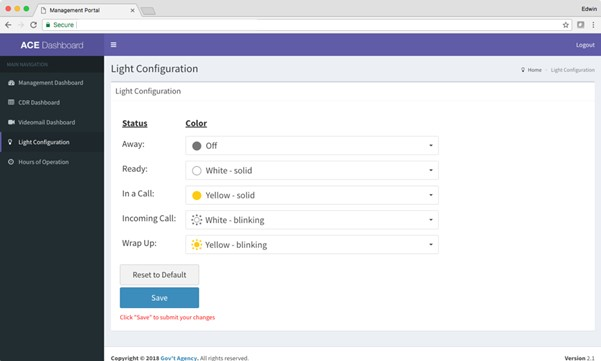 Management Portal
Edwin
Secure
ACE Dashboard
Logout
MAIN NAVIGATION
Management Dashboard
CDR Dashboard
Videomail Dashboard
Light Configuration
Hours of Operation
Light Configuration
Home
Light Configuration
Light Configuration
Status Color
Away: Off
Ready: White - solid
In a Call: Yellow - solid
Incoming Call: White - blinking
Wrap Up: Yellow - blinking
Reset to Default
Save
Click "Save" to submit your changes
Copyright © 2018 Gov't Agency. All rights reserved.
Version 2.1